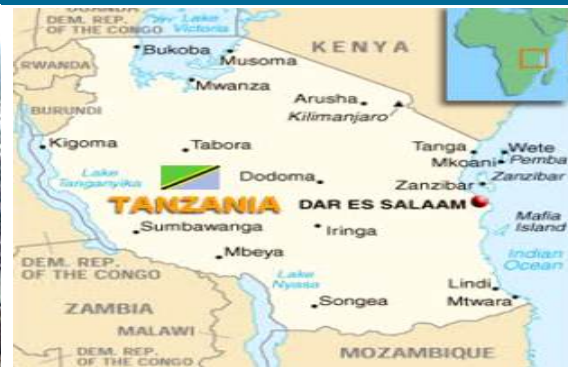 UGANDA
DEM. REP.
OF THE CONGO
Lake
Victoria
KENYA
Bukoba
Musoma
RWANDA
Mwanza
BURUNDI
Arusha
Kilimanjaro
Kigoma
Tabora
Tanga
Wete
Mkoani
Pemba
Lake
Tanganyika
Dodoma
Zanzibar
Zanzibar
TANZANIA
DAR ES SALAAM
Mafia
Island
Sumbawanga
Iringa
Mbeya
Indian
Ocean
DEM. REP.
OF THE CONGO
Lake
Nyasa
Lindi
Songea
Mtwara
ZAMBIA
MALAWI
DEM. REP.
OF THE CONGO
MOZAMBIQUE